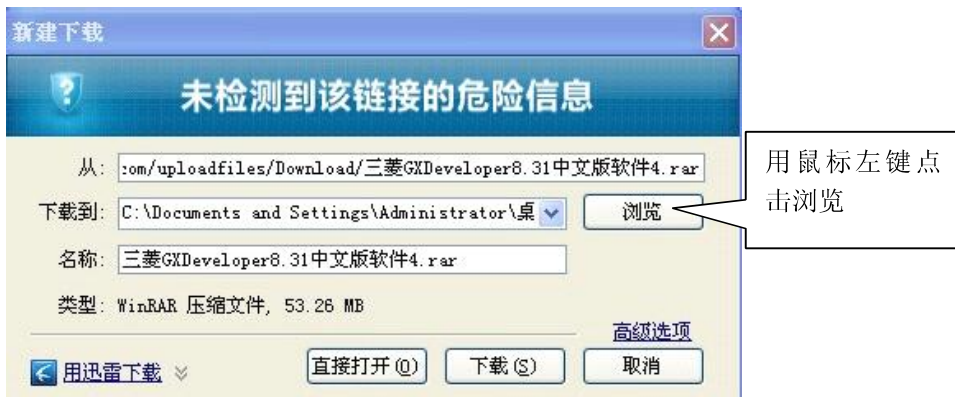 新建下载
未检测到该链接的危险信息
从: :om/uploadfiles/Download/三菱GXDeveloper8.31中文版软件4.rar
下载到: C:\Documents and Settings\Administrator\桌 浏览
用鼠标左键点
击浏览
名称: 三菱GXDeveloper8.31中文版软件4.rar
类型: WinRAR 压缩文件, 53.26 MB
高级选项
用迅雷下载 直接打开(O) 下载(S) 取消